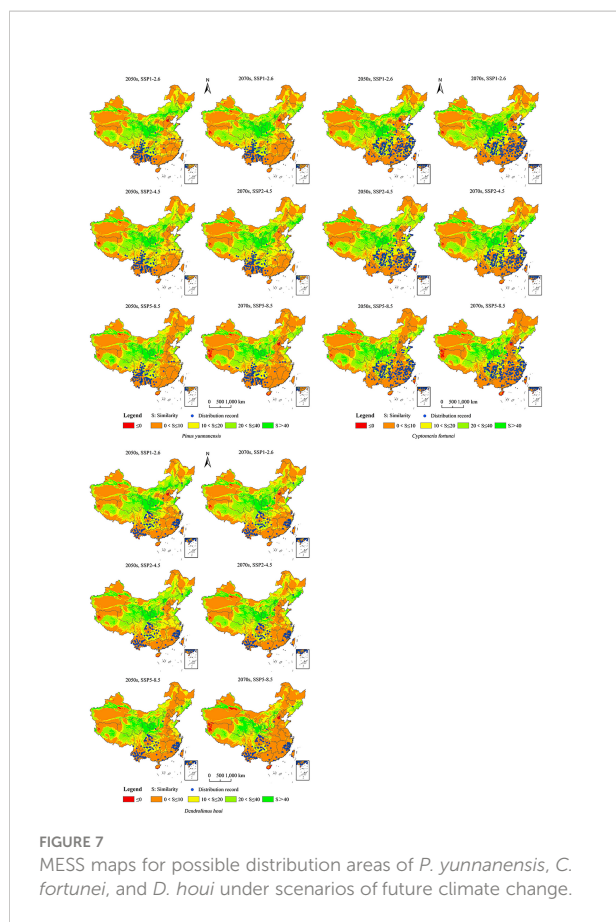 2050s, SSP1-2.6
N
2070s, SSP1-2.6
2050s, SSP2-4.5
2070s, SSP2-4.5
2050s, SSP5-8.5
2070s, SSP5-8.5
0 500 1,000 km
Legend S: Similarity Distribution record
≤0 0 < S≤10 10 < S≤20 20 < S≤40 S > 40
Pinus yunnanensis
2050s, SSP1-2.6
N
2070s, SSP1-2.6
2050s, SSP2-4.5
2070s, SSP2-4.5
2050s, SSP5-8.5
2070s, SSP5-8.5
0 500 1,000 km
Legend S: Similarity Distribution record
≤0 0 < S≤10 10 < S≤20 20 < S≤40 S > 40
Cryptomeria fortunei
2050s, SSP1-2.6
N
2070s, SSP1-2.6
2050s, SSP2-4.5
2070s, SSP2-4.5
2050s, SSP5-8.5
2070s, SSP5-8.5
0 500 1,000 km
Legend S: Similarity Distribution record
≤0 0 < S≤10 10 < S≤20 20 < S≤40 S > 40
Dendrolimus houi
FIGURE 7
MESS maps for possible distribution areas of P. yunnanensis, C.
fortunei, and D. houi under scenarios of future climate change.